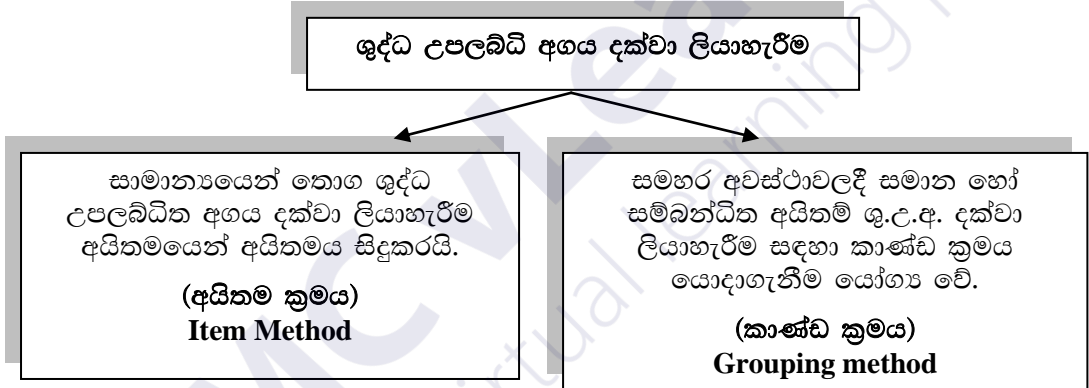 ශුද්ධ උපලබ්ධි අගය දක්වා ලියාහැරීම
සාමාන්‍යයෙන් තොග ශුද්ධ
උපලබ්ධිත අගය දක්වා ලියාහැරීම
අයිතමයෙන් අයිතමය සිදුකරයි.
(අයිතම ක්‍රමය)
Item Method
සමහර අවස්ථාවලදී සමාන හෝ
සම්බන්ධිත අයිතම් ශු.උ.අ. දක්වා
ලියාහැරීම සඳහා කාණ්ඩ ක්‍රමය
යොදාගැනීම යෝග්‍ය වේ.
(කාණ්ඩ ක්‍රමය)
Grouping method